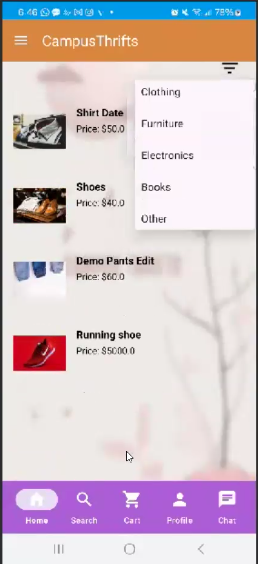 6:46 78%
CampusThrifts
Clothing
Furniture
Electronics
Books
Other
Shirt Date
Price: $50.0
Shoes
Price: $40.0
Demo Pants Edit
Price: $60.0
Running shoe
Price: $5000.0
Home Search Cart Profile Chat